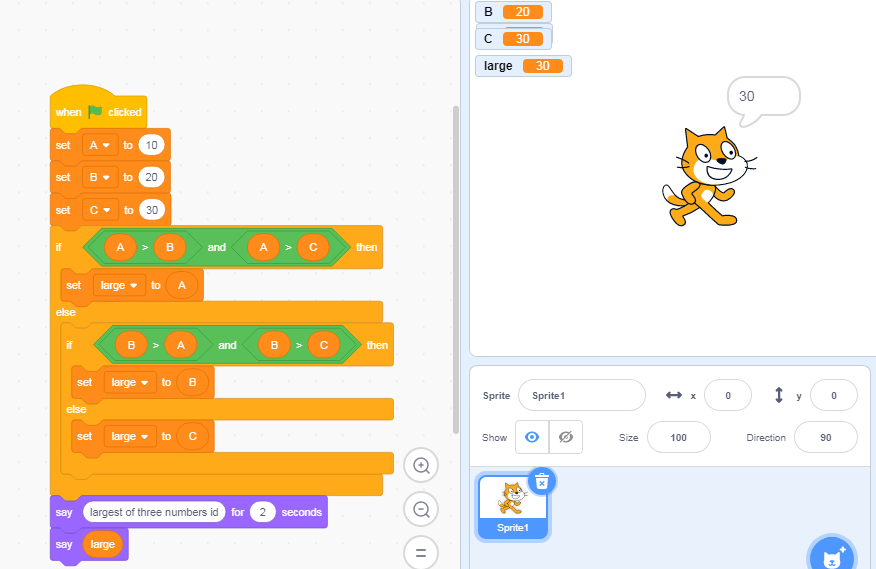 when clicked
set A to 10
set B to 20
set C to 30
if A > B and A > C then
set large to A
else
if B > A and B > C then
set large to B
else
set large to C
say largest of three numbers id for 2 seconds
say large
B 20
C 30
large 30
30
Sprite Sprite1 x 0 y 0
Show Size 100 Direction 90
Sprite1